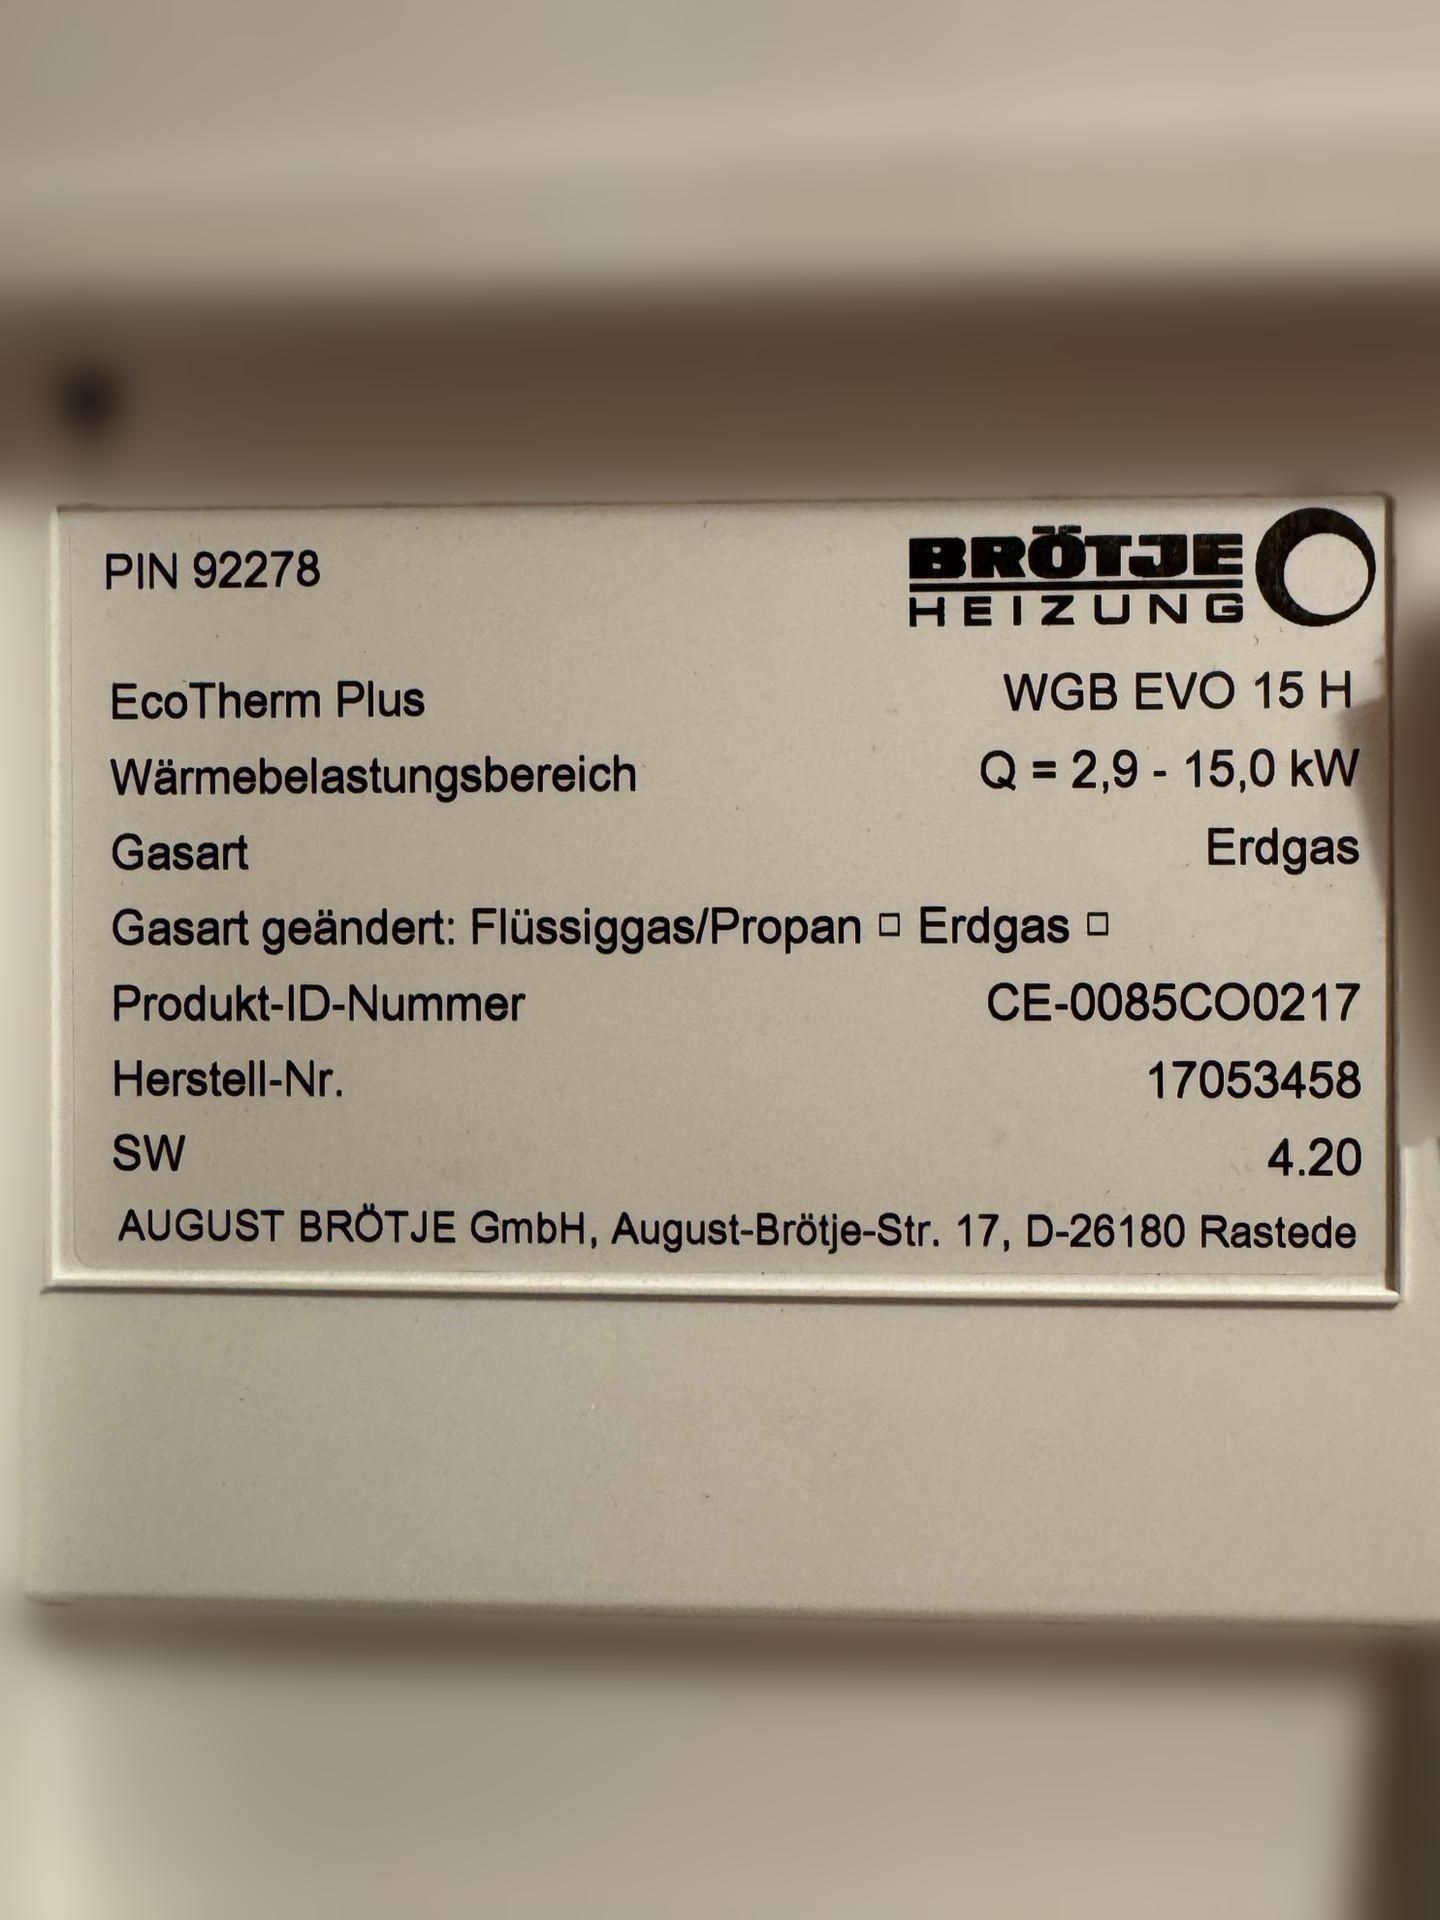 PIN 92278
BRÖTJE
HEIZUNG
EcoTherm Plus WGB EVO 15 H
Wärmebelastungsbereich Q = 2,9 - 15,0 kW
Gasart Erdgas
Gasart geändert: Flüssiggas/Propan □ Erdgas □
Produkt-ID-Nummer CE-0085CO0217
Herstell-Nr. 17053458
SW 4.20
AUGUST BRÖTJE GmbH, August-Brötje-Str. 17, D-26180 Rastede